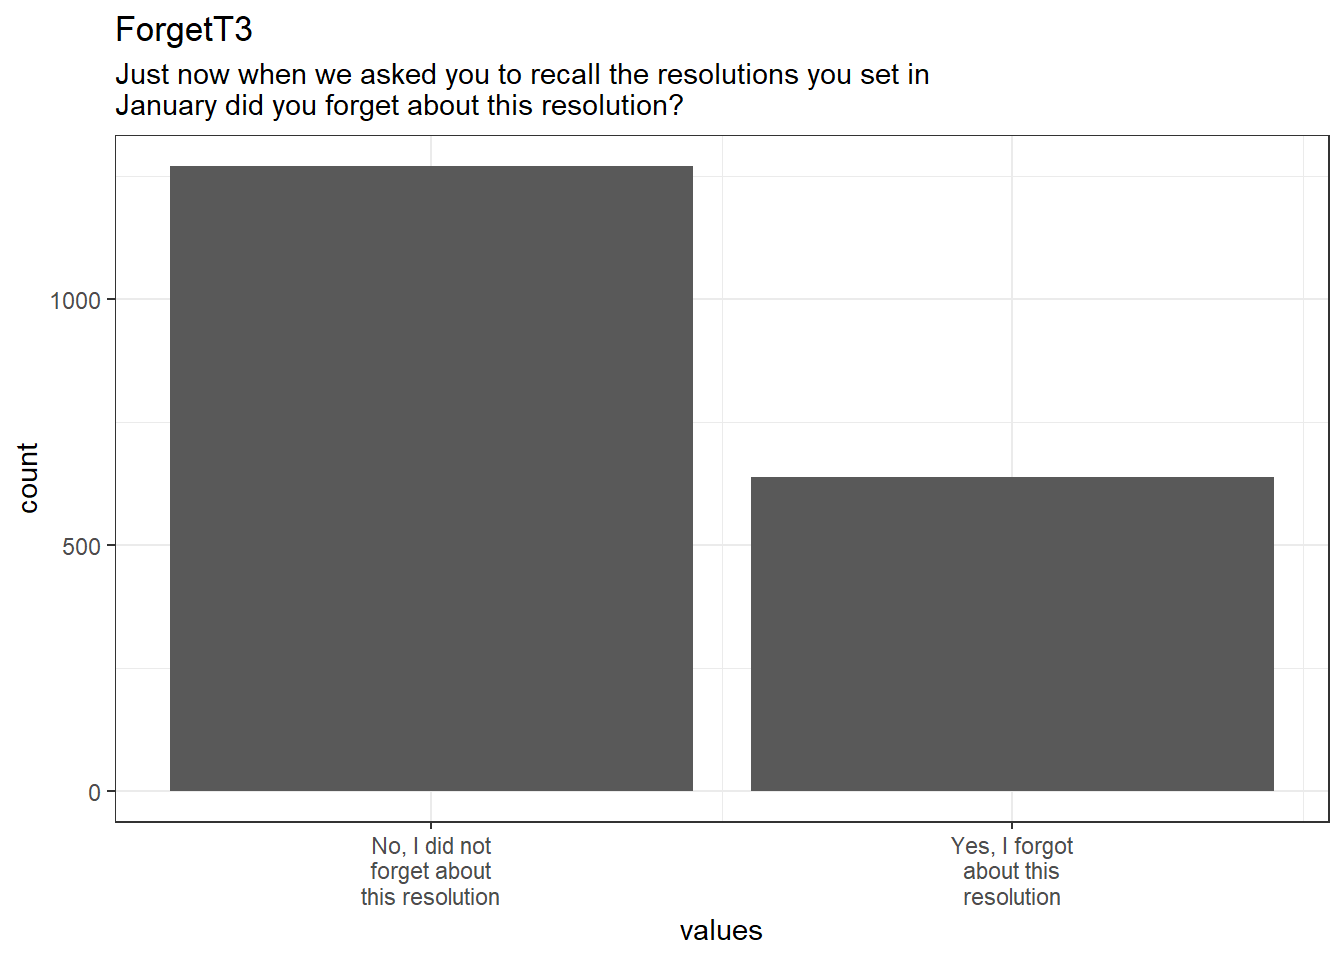 ForgetT3
Just now when we asked you to recall the resolutions you set in
January did you forget about this resolution?
count
1000
500
0
No, I did not
forget about
this resolution
Yes, I forgot
about this
resolution
values